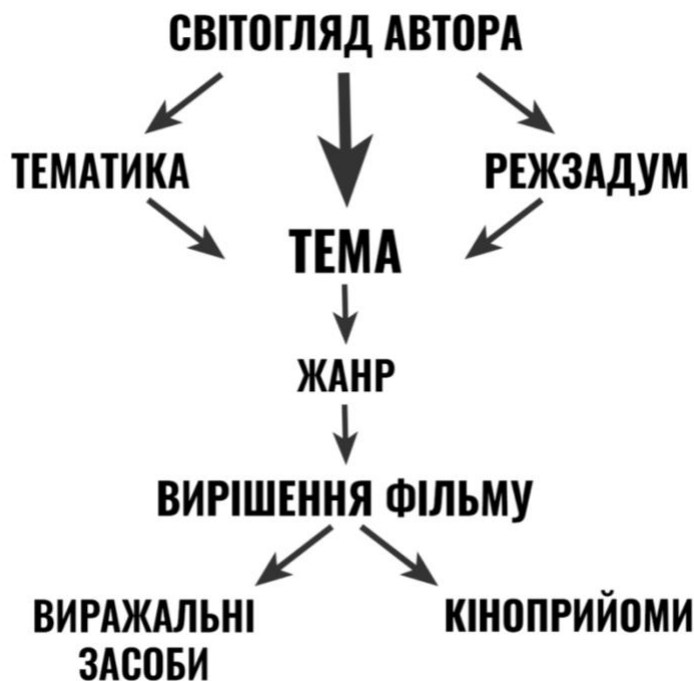 СВІТОГЛЯД АВТОРА
ТЕМАТИКА
РЕЖЗАДУМ
ТЕМА
ЖАНР
ВИРІШЕННЯ ФІЛЬМУ
ВИРАЖАЛЬНІ
ЗАСОБИ
КІНОПРИЙОМИ